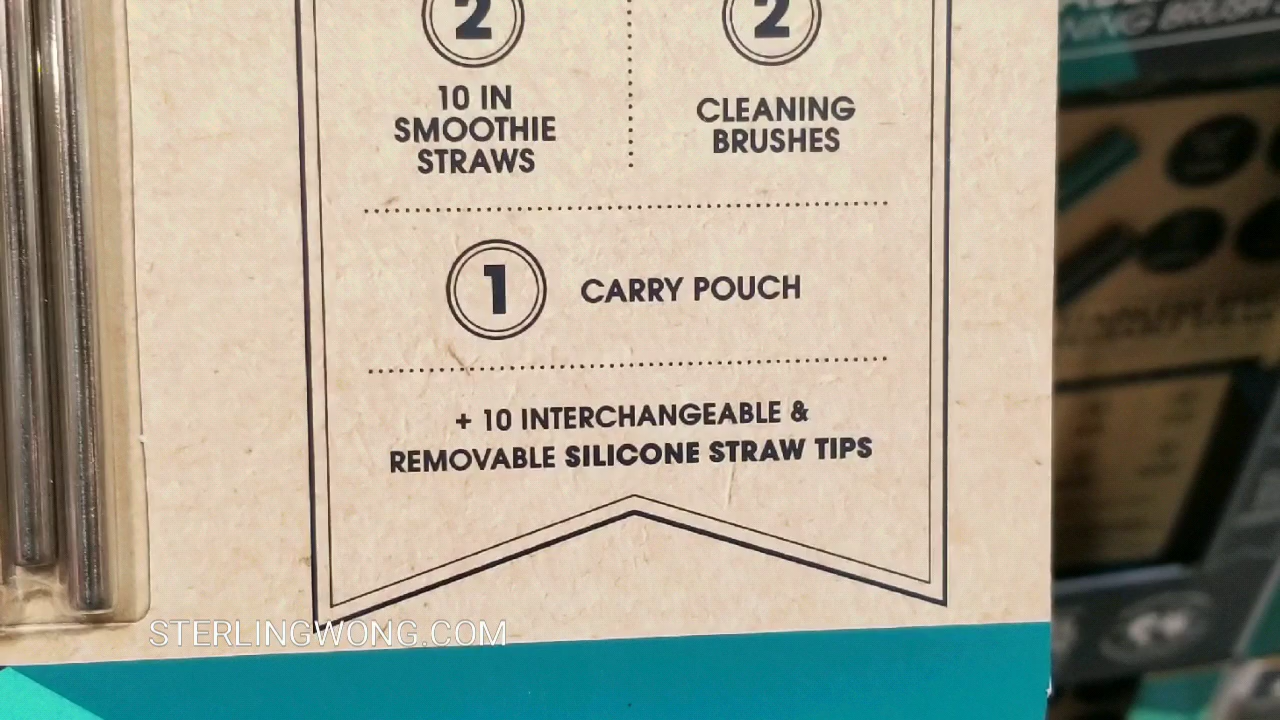 2
10 IN
SMOOTHIE
STRAWS
2
CLEANING
BRUSHES
1
CARRY POUCH
+ 10 INTERCHANGEABLE &
REMOVABLE SILICONE STRAW TIPS
STERLINGWONG.COM